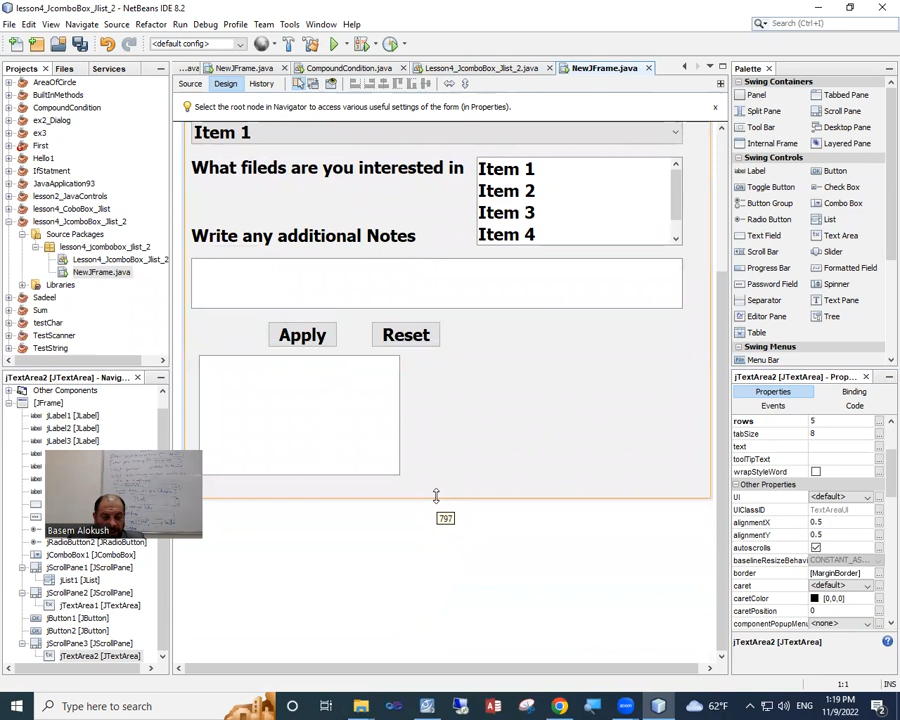 lesson4_JcomboBox_Jlist_2 - NetBeans IDE 8.2
File Edit View Navigate Source Refactor Run Debug Profile Team Tools Window Help
<default config>
Search (Ctrl+I)
Projects Files Services
...ava NewJFrame.java CompoundCondition.java Lesson4_JcomboBox_JList_2.java NewJFrame.java
Palette
Source Design History
Select the root node in Navigator to access various useful settings of the form (in Properties).
AreaOfCircle
BuiltInMethods
CompoundCondition
ex2_Dialog
ex3
First
Hello1
IfStatment
JavaApplication93
lesson2_JavaControls
lesson4_CoboBox_Jlist
lesson4_JcomboBox_Jlist_2
Source Packages
lesson4_jcombobox_jlist_2
Lesson4_JcomboBox_JList_2
NewJFrame.java
Libraries
Sadeel
Sum
testChar
TestScanner
TestString
Item 1
What fileds are you interested in
Item 1
Item 2
Item 3
Item 4
Write any additional Notes
Apply Reset
797
Swing Containers
Panel Tabbed Pane
Split Pane Scroll Pane
Tool Bar Desktop Pane
Internal Frame Layered Pane
Swing Controls
Label Button
Toggle Button Check Box
Button Group Combo Box
Radio Button List
Text Field Text Area
Scroll Bar Slider
Progress Bar Formatted Field
Password Field Spinner
Separator Text Pane
Editor Pane Tree
Table
Swing Menus
Menu Bar
jTextArea2 [JTextArea] - Navig...
Other Components
[JFrame]
jLabel1 [JLabel]
jLabel2 [JLabel]
jLabel3 [JLabel]
Basem Alokush
jRadioButton2 [JRadioButton]
jComboBox1 [JComboBox]
jScrollPane1 [JScrollPane]
jList1 [JList]
jScrollPane2 [JScrollPane]
jTextArea1 [JTextArea]
jButton1 [JButton]
jButton2 [JButton]
jScrollPane3 [JScrollPane]
jTextArea2 [JTextArea]
jTextArea2 [JTextArea] - Prop...
Properties Binding
Events Code
rows 5
tabSize 8
text
toolTipText
wrapStyleWord
Other Properties
UI <default>
UIClassID TextAreaUI
alignmentX 0.5
alignmentY 0.5
autoscrolls
baselineResizeBehavi CONSTANT_AS...
border [MarginBorder]
caret <default>
caretColor [0,0,0]
caretPosition 0
componentPopupMenu <none>
jTextArea2 [JTextArea]
1:1 INS
Type here to search
62°F ENG
1:19 PM
11/9/2022
2